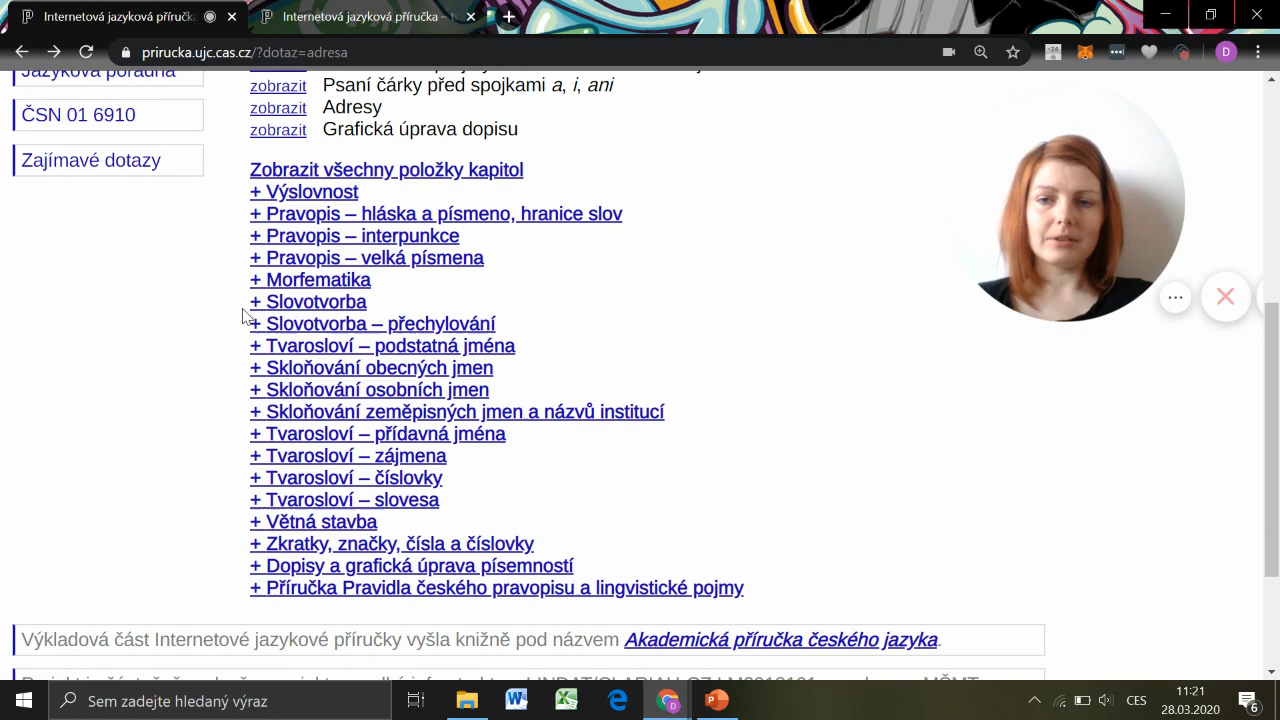 Internetová jazyková příručka
Internetová jazyková příručka –
prirucka.ujc.cas.cz/?dotaz=adresa
-24
D
Jazyková poradna
ČSN 01 6910
Zajímavé dotazy
zobrazit Psaní čárky před spojkami a, i, ani
zobrazit Adresy
zobrazit Grafická úprava dopisu
Zobrazit všechny položky kapitol
+ Výslovnost
+ Pravopis – hláska a písmeno, hranice slov
+ Pravopis – interpunkce
+ Pravopis – velká písmena
+ Morfematika
+ Slovotvorba
+ Slovotvorba – přechylování
+ Tvarosloví – podstatná jména
+ Skloňování obecných jmen
+ Skloňování osobních jmen
+ Skloňování zeměpisných jmen a názvů institucí
+ Tvarosloví – přídavná jména
+ Tvarosloví – zájmena
+ Tvarosloví – číslovky
+ Tvarosloví – slovesa
+ Větná stavba
+ Zkratky, značky, čísla a číslovky
+ Dopisy a grafická úprava písemností
+ Příručka Pravidla českého pravopisu a lingvistické pojmy
Výkladová část Internetové jazykové příručky vyšla knižně pod názvem Akademická příručka českého jazyka.
Sem zadejte hledaný výraz
CES
11:21
28.03.2020
6